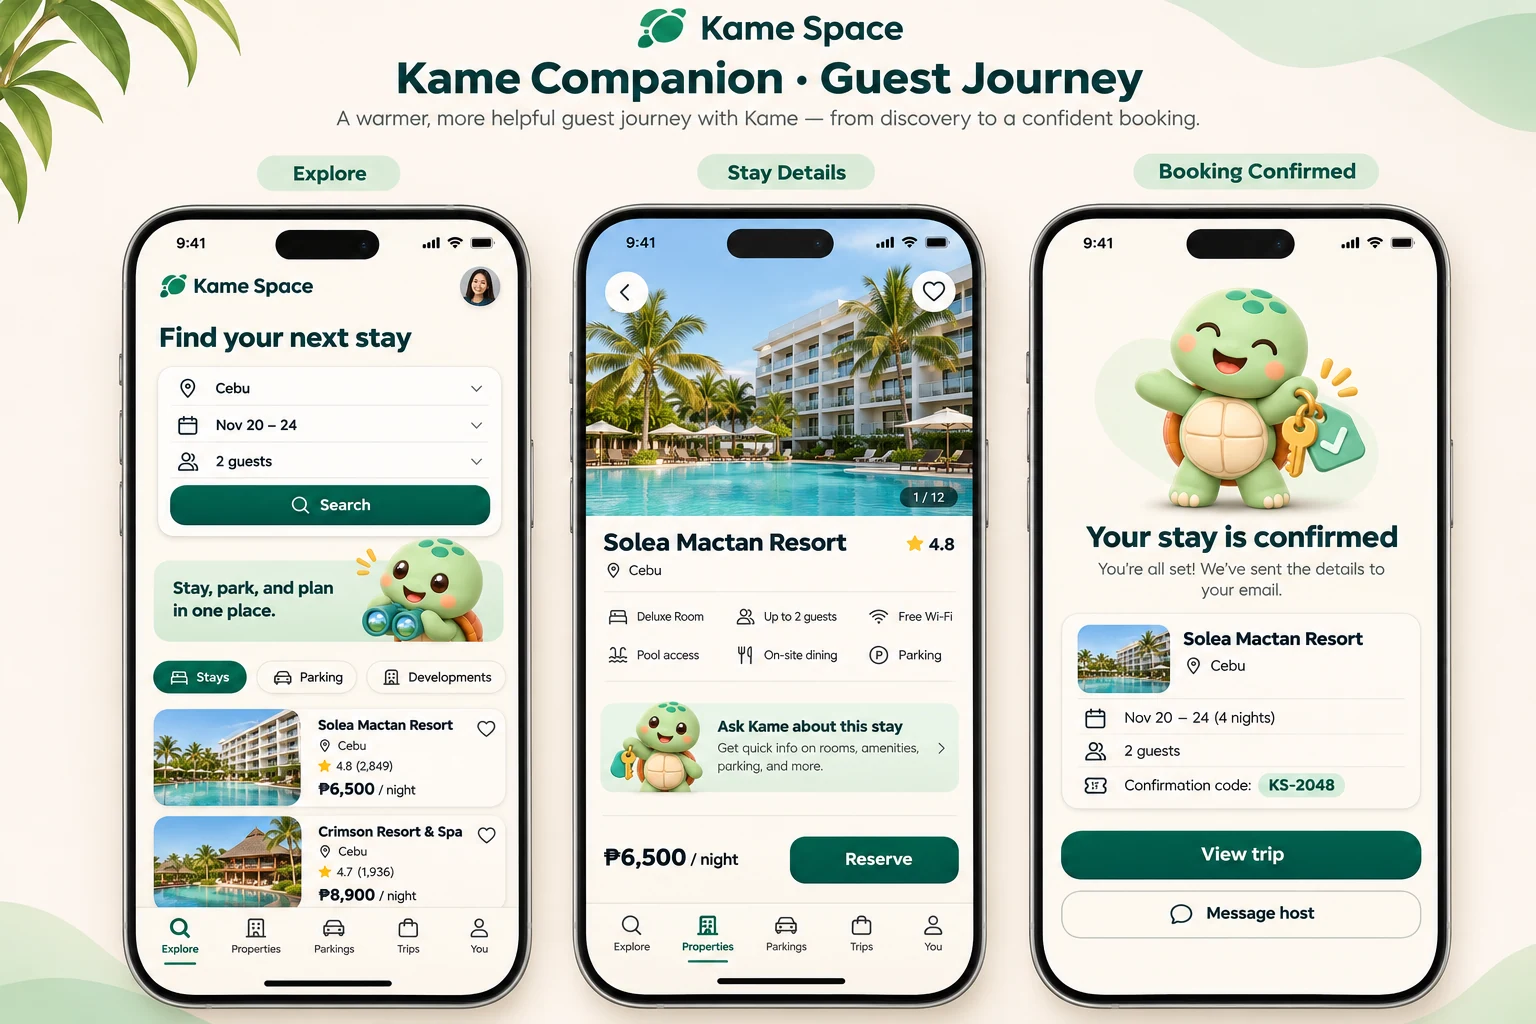 Kame Space
Kame Companion · Guest Journey
A warmer, more helpful guest journey with Kame — from discovery to a confident booking.
Explore
9:41
Kame Space
Find your next stay
Cebu
Nov 20 – 24
2 guests
Search
Stay, park, and plan
in one place.
Stays
Parking
Developments
Solea Mactan Resort
Cebu
4.8 (2,849)
₱6,500 / night
Crimson Resort & Spa
Cebu
4.7 (1,936)
₱8,900 / night
Explore
Properties
Parkings
Trips
You
Stay Details
9:41
1 / 12
Solea Mactan Resort
4.8
Cebu
Deluxe Room
Up to 2 guests
Free Wi-Fi
Pool access
On-site dining
Parking
Ask Kame about this stay
Get quick info on rooms, amenities,
parking, and more.
₱6,500 / night
Reserve
Explore
Properties
Parkings
Trips
You
Booking Confirmed
9:41
Your stay is confirmed
You're all set! We've sent the details to
your email.
Solea Mactan Resort
Cebu
Nov 20 – 24 (4 nights)
2 guests
Confirmation code: KS-2048
View trip
Message host